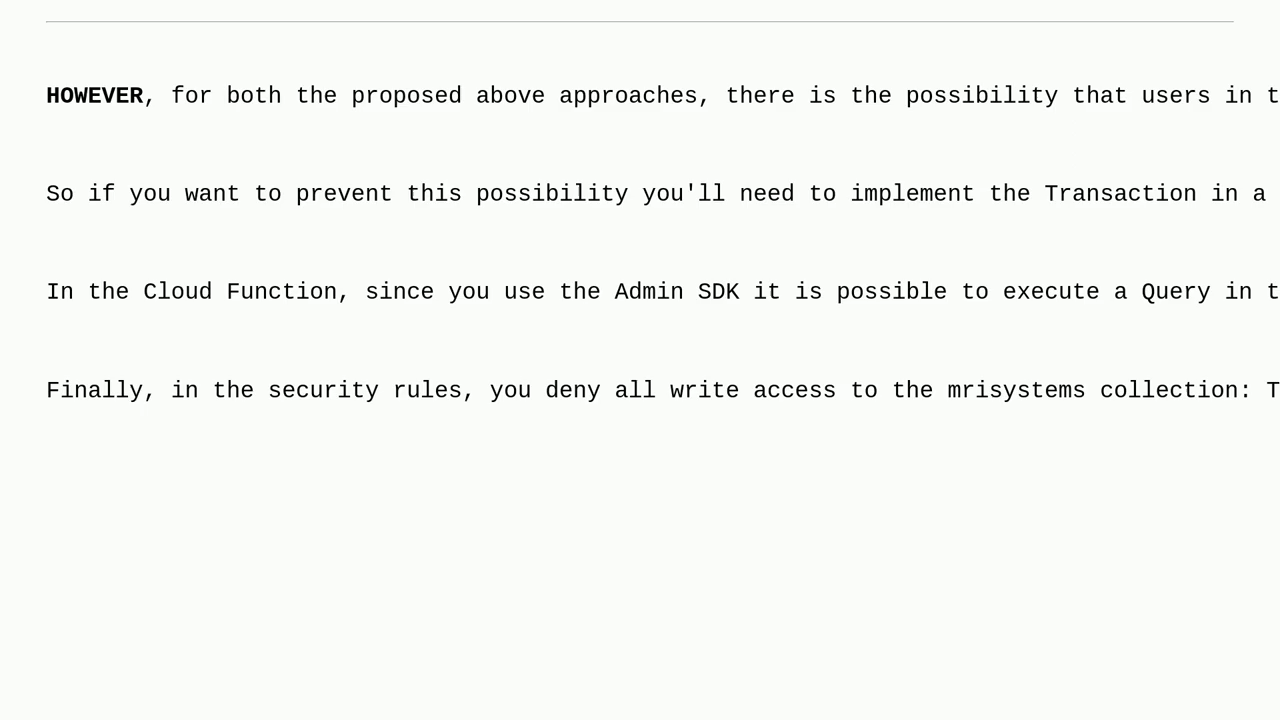 HOWEVER, for both the proposed above approaches, there is the possibility that users in
So if you want to prevent this possibility you'll need to implement the Transaction in a
In the Cloud Function, since you use the Admin SDK it is possible to execute a Query in
Finally, in the security rules, you deny all write access to the mrisystems collection: